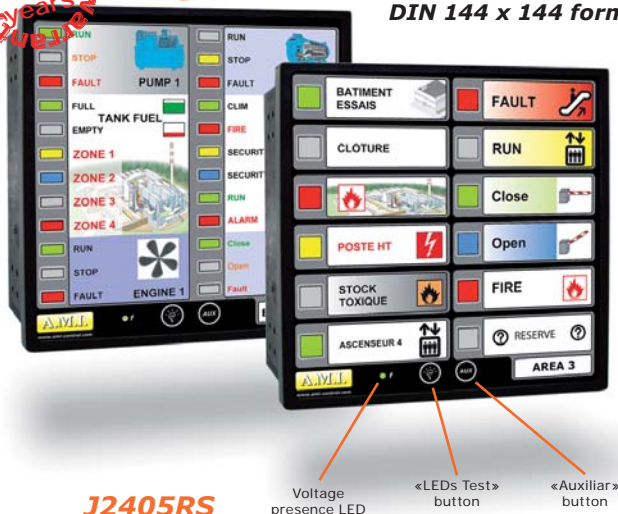 years
DIN 144 x 144 form
RUN
STOP
FAULT
PUMP 1
FULL
TANK FUEL
EMPTY
ZONE 1
ZONE 2
ZONE 3
ZONE 4
RUN
STOP
FAULT
ENGINE 1
A.M.I.
AUX
RUN
STOP
FAULT
CLIM
FIRE
SECURIT
SECURIT
RUN
ALARM
Close
Open
Fault
BATIMENT
ESSAIS
CLOTURE
POSTE HT
STOCK
TOXIQUE
ASCENSEUR 4
FAULT
RUN
Close
Open
FIRE
? RESERVE ?
AREA 3
A.M.I.
AUX
J2405RS
Voltage
presence LED
«LEDs Test»
button
«Auxiliar»
button